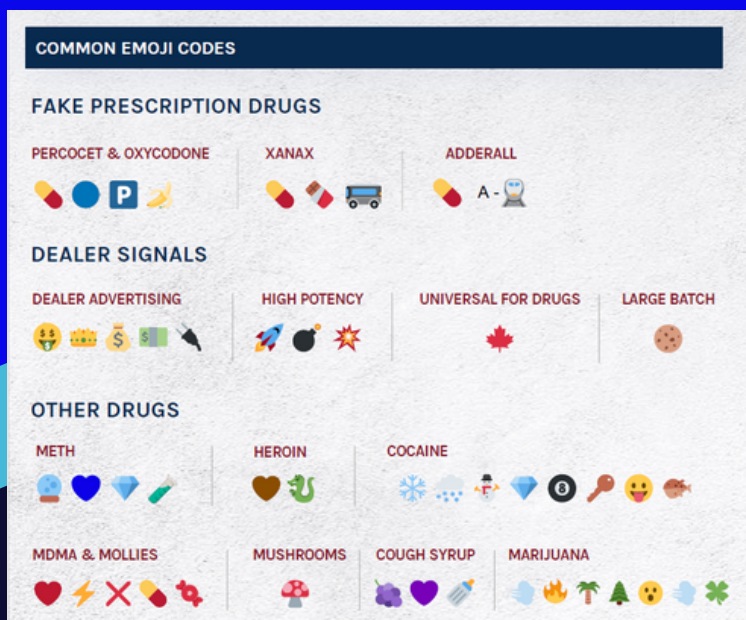 COMMON EMOJI CODES
FAKE PRESCRIPTION DRUGS
PERCOCET & OXYCODONE XANAX ADDERALL
P A -
DEALER SIGNALS
DEALER ADVERTISING HIGH POTENCY UNIVERSAL FOR DRUGS LARGE BATCH
$ $ $ $
OTHER DRUGS
METH HEROIN COCAINE
8
MDMA & MOLLIES MUSHROOMS COUGH SYRUP MARIJUANA